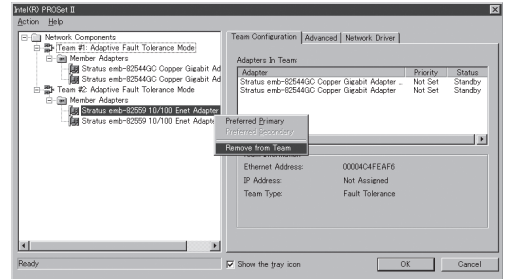 Intel(R) PROSet II
Action Help
Network Components
Team #1: Adaptive Fault Tolerance Mode
Member Adapters
Stratus emb-82544GC Copper Gigabit Ad
Stratus emb-82544GC Copper Gigabit Ad
Team #2: Adaptive Fault Tolerance Mode
Member Adapters
Stratus emb-82559 10/100 Enet Adapter
Stratus emb-82559 10/100 Enet Adapte
Preferred Primary
Preferred Secondary
Remove from Team
Team Configuration Advanced Network Driver
Adapters In Team
Adapter Priority Status
Stratus emb-82544GC Copper Gigabit Adapter ... Not Set Standby
Stratus emb-82544GC Copper Gigabit Adapter Not Set Standby
Team Information
Ethernet Address: 00004C4FEAF6
IP Address: Not Assigned
Team Type: Fault Tolerance
Ready
Show the tray icon
OK Cancel